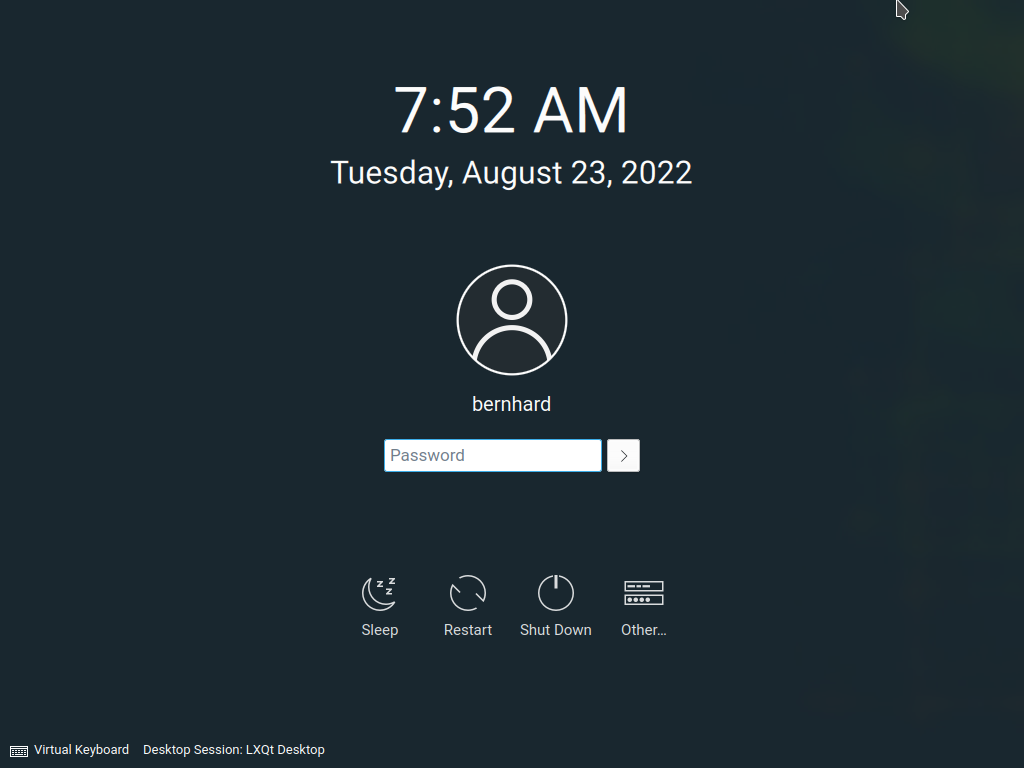 7:52 AM
Tuesday, August 23, 2022
bernhard
Password
Sleep Restart Shut Down Other...
Virtual Keyboard Desktop Session: LXQt Desktop